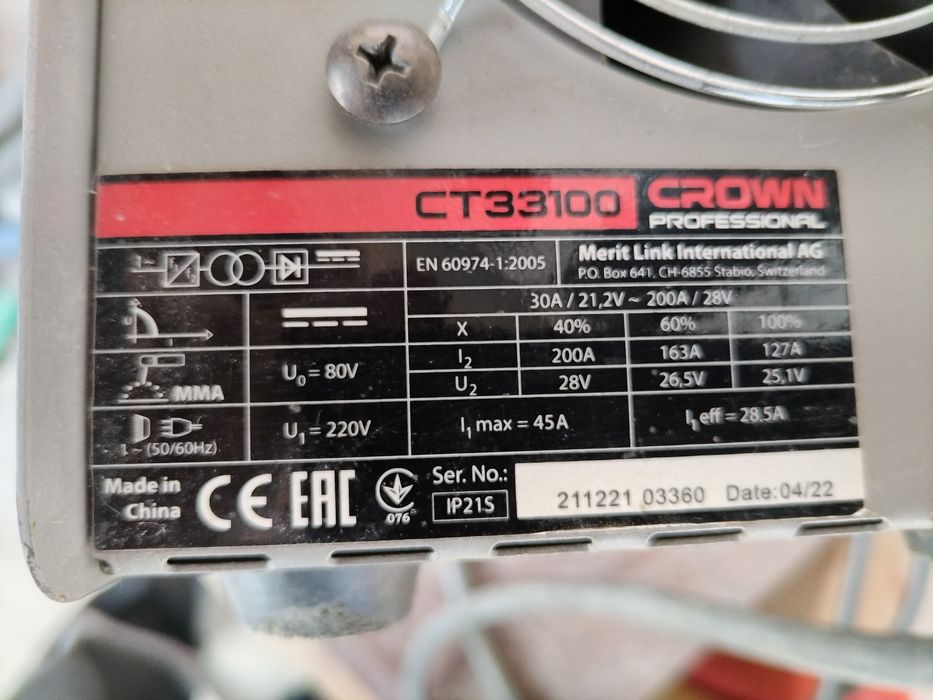 CT33100 CROWN
PROFESSIONAL
1~ EN 60974-1:2005 Merit Link International AG
P.O. Box 641, CH-6855 Stabio, Switzerland
30A / 21,2V ~ 200A / 28V
U
X 40% 60% 100%
I2 200A 163A 127A
MMA U0 = 80V U2 28V 26,5V 25,1V
1 ~ (50/60Hz) U1 = 220V I1 max = 45A I1 eff = 28.5A
Made in China CE EAC 076 Ser. No.:
IP21S 211221 03360 Date:04/22